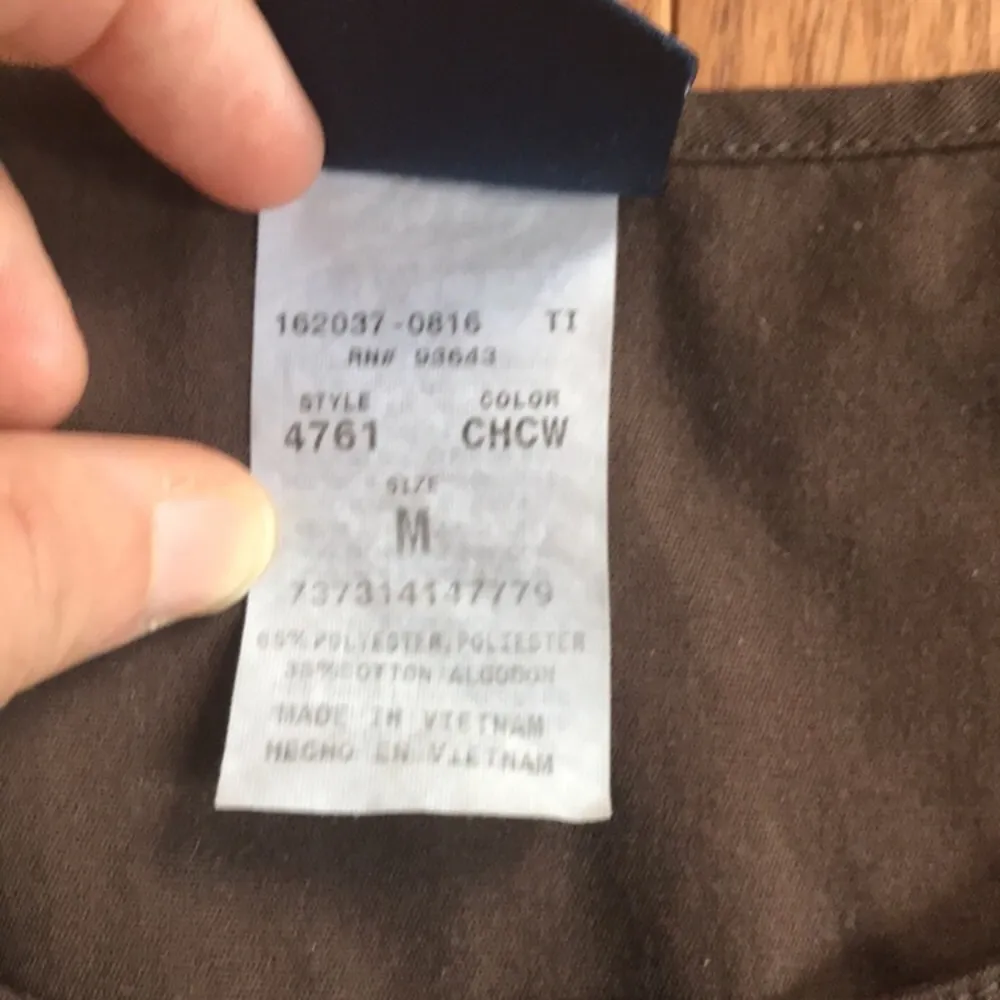 162037-0816 TI
RN# 93643
STYLE COLOR
4761 CHCW
SIZE
M
737314147779
65% POLYESTER, POLIESTER
35% COTTON/ALGODON
MADE IN VIETNAM
HECHO EN VIETNAM